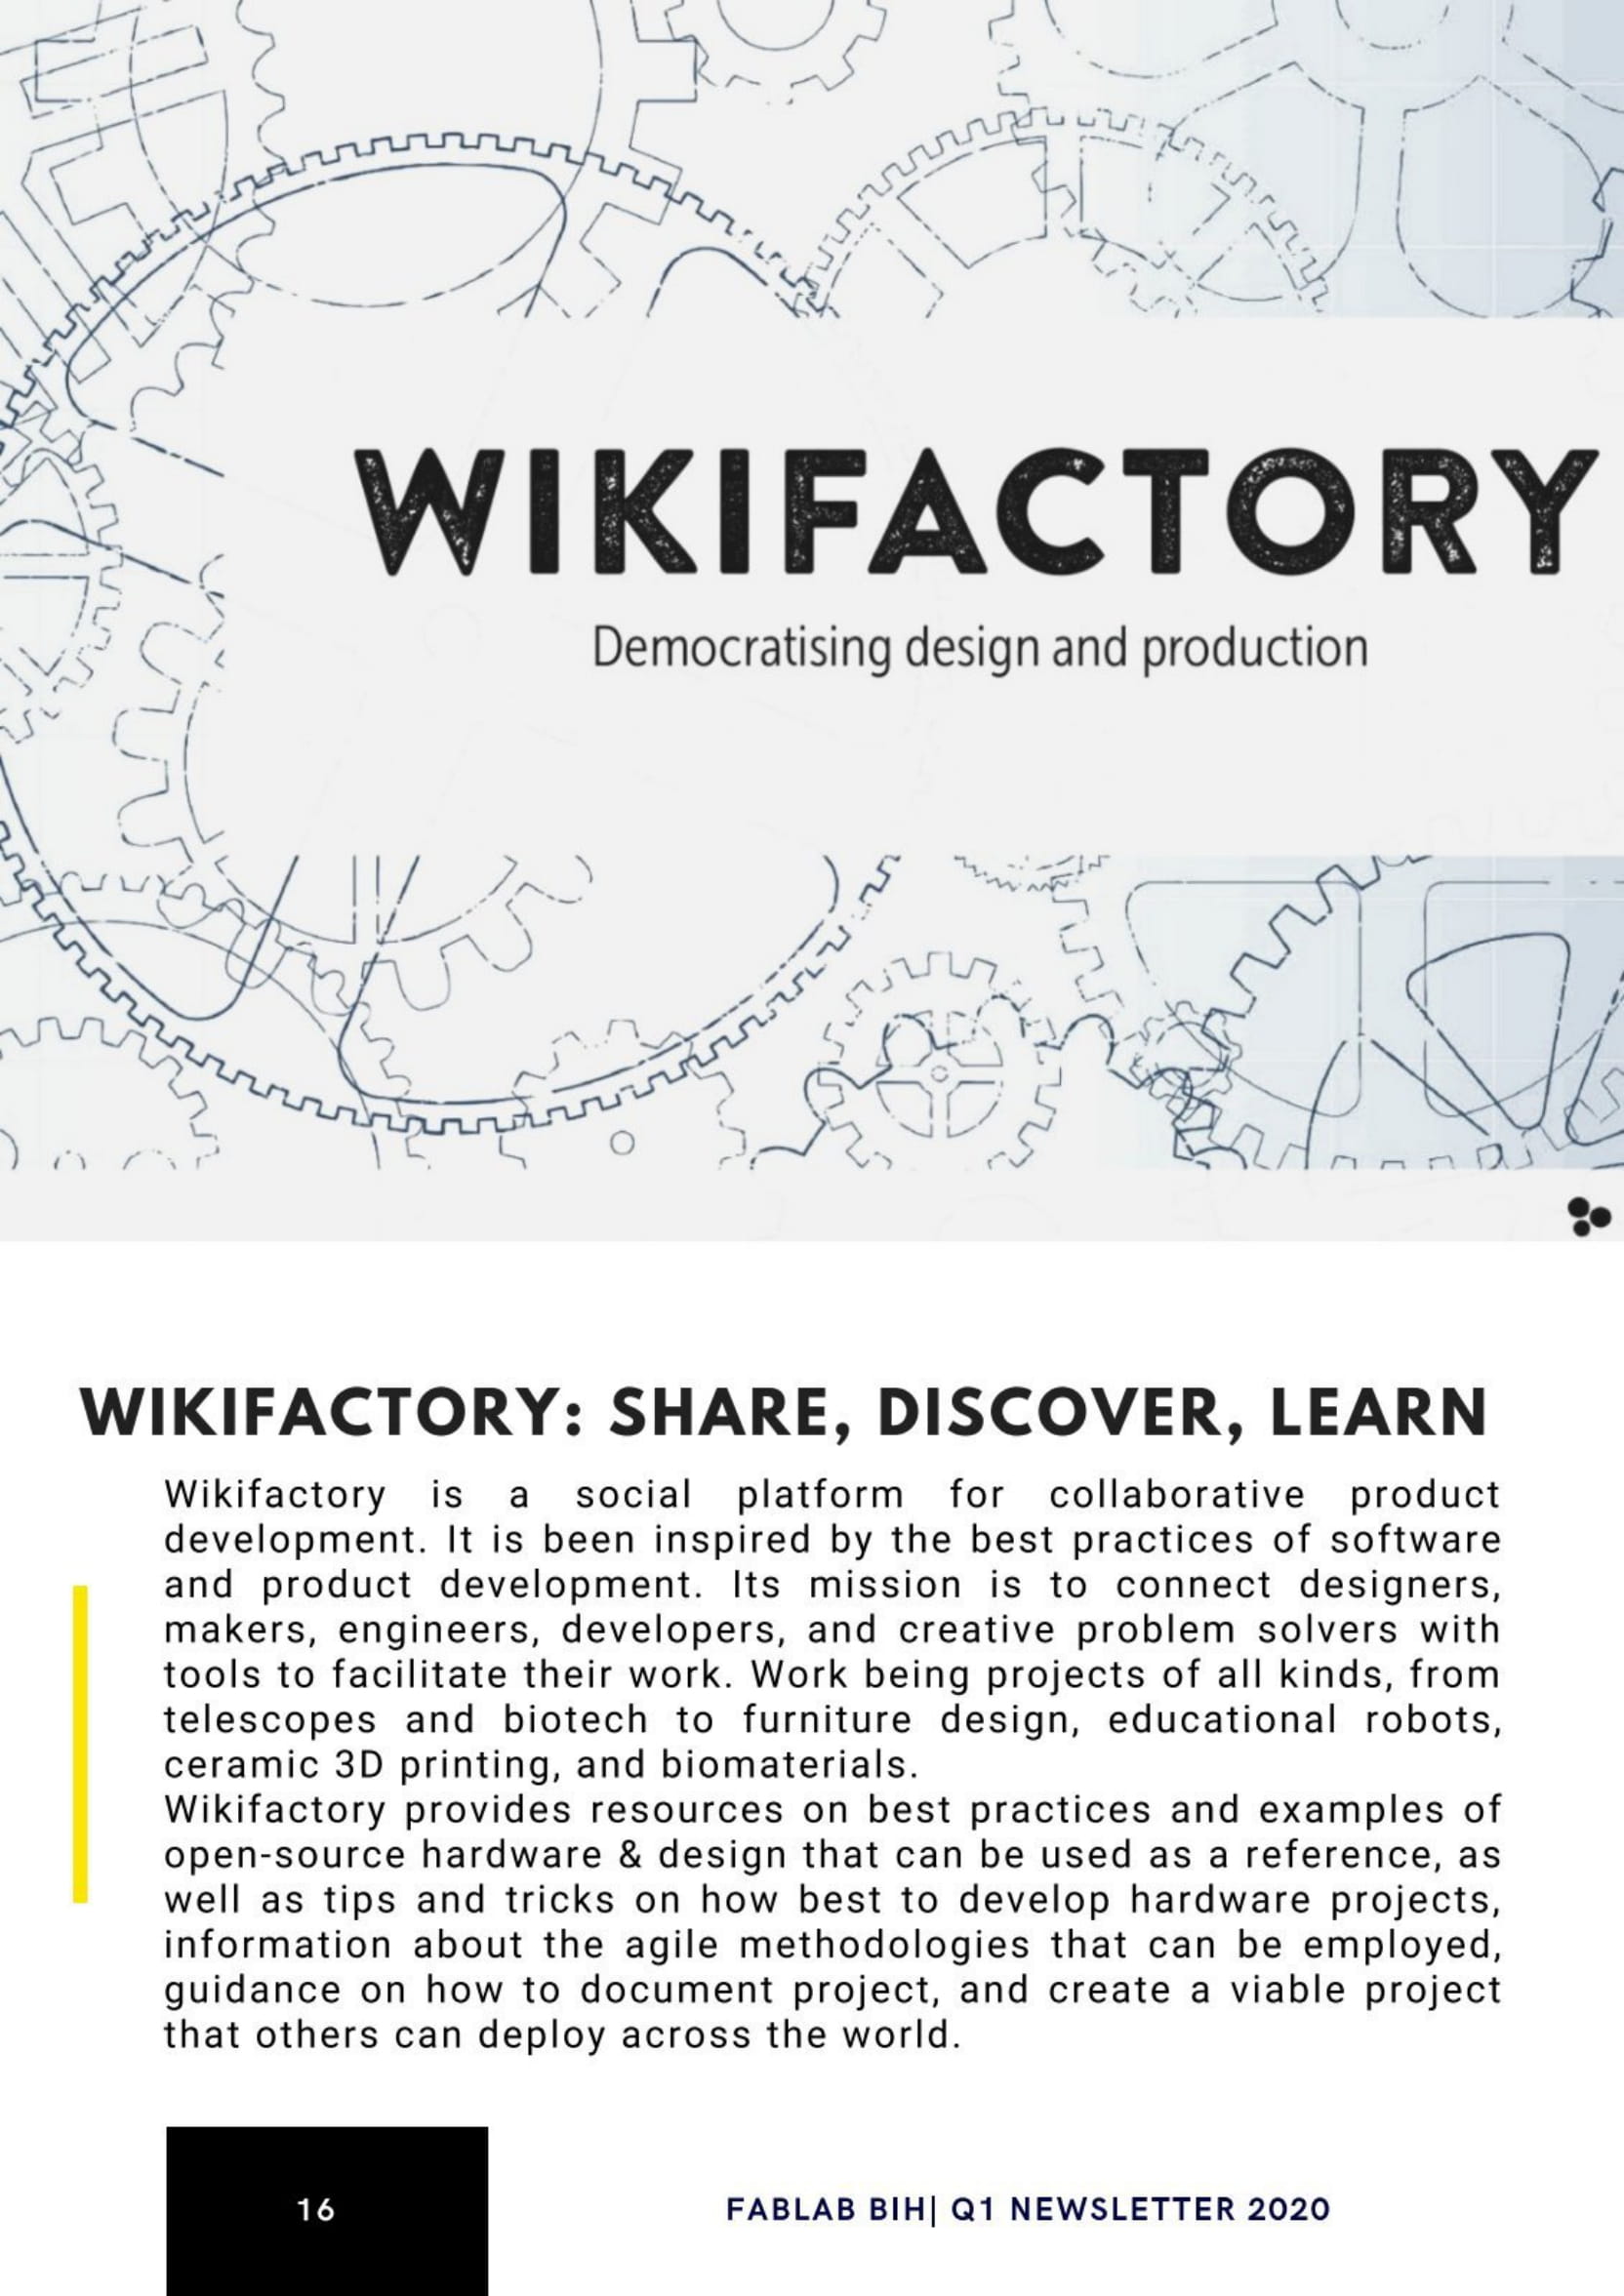 WIKIFACTORY
Democratising design and production
WIKIFACTORY: SHARE, DISCOVER, LEARN
Wikifactory is a social platform for collaborative product
development. It is been inspired by the best practices of software
and product development. Its mission is to connect designers,
makers, engineers, developers, and creative problem solvers with
tools to facilitate their work. Work being projects of all kinds, from
telescopes and biotech to furniture design, educational robots,
ceramic 3D printing, and biomaterials.
Wikifactory provides resources on best practices and examples of
open-source hardware & design that can be used as a reference, as
well as tips and tricks on how best to develop hardware projects,
information about the agile methodologies that can be employed,
guidance on how to document project, and create a viable project
that others can deploy across the world.
16
FABLAB BIH| Q1 NEWSLETTER 2020